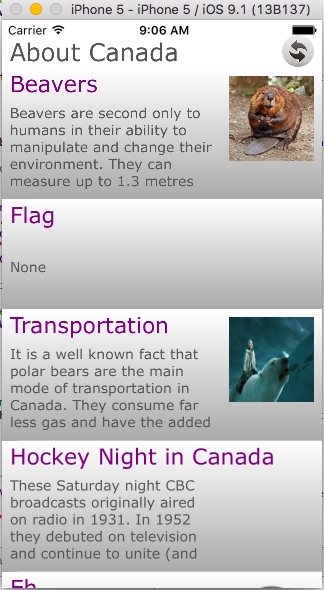 iPhone 5 - iPhone 5 / iOS 9.1 (13B137)
Carrier 9:06 AM
About Canada
Beavers
Beavers are second only to
humans in their ability to
manipulate and change their
environment. They can
measure up to 1.3 metres
Flag
None
Transportation
It is a well known fact that
polar bears are the main
mode of transportation in
Canada. They consume far
less gas and have the added
Hockey Night in Canada
These Saturday night CBC
broadcasts originally aired
on radio in 1931. In 1952
they debuted on television
and continue to unite (and
Eh